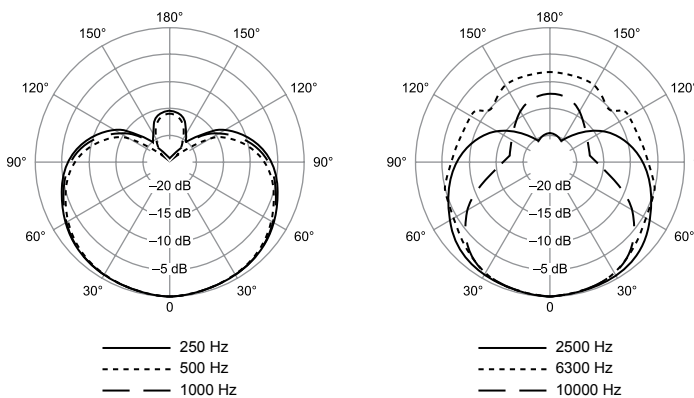 180°
150° 150°
120° 120°
90° 90°
–20 dB
–15 dB
60° 60°
–10 dB
–5 dB
30° 30°
0
250 Hz
500 Hz
1000 Hz
180°
150° 150°
120° 120°
90° 90°
–20 dB
–15 dB
60° 60°
–10 dB
–5 dB
30° 30°
0
2500 Hz
6300 Hz
10000 Hz